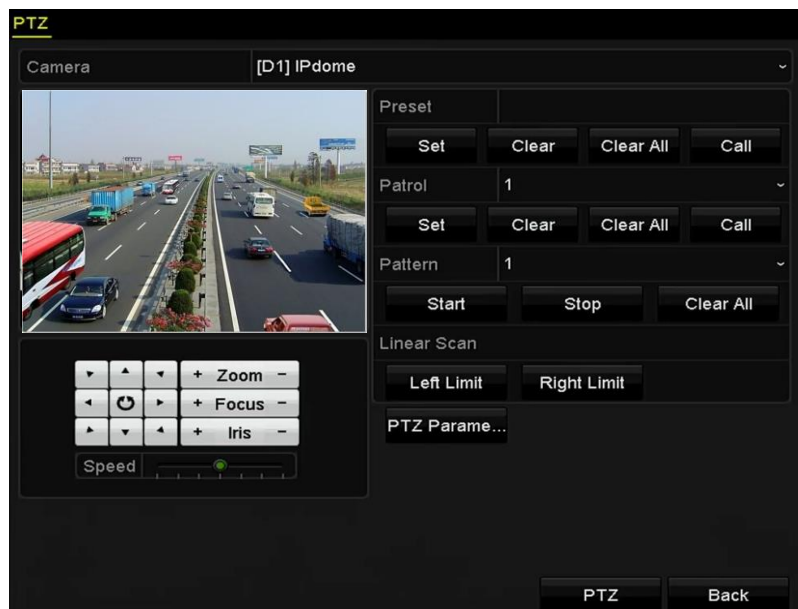 PTZ
Camera [D1] IPdome
Preset
Set Clear Clear All Call
Patrol 1
Set Clear Clear All Call
Pattern 1
Start Stop Clear All
Linear Scan
Left Limit Right Limit
PTZ Parame...
+ Zoom -
+ Focus -
+ Iris -
Speed
PTZ Back